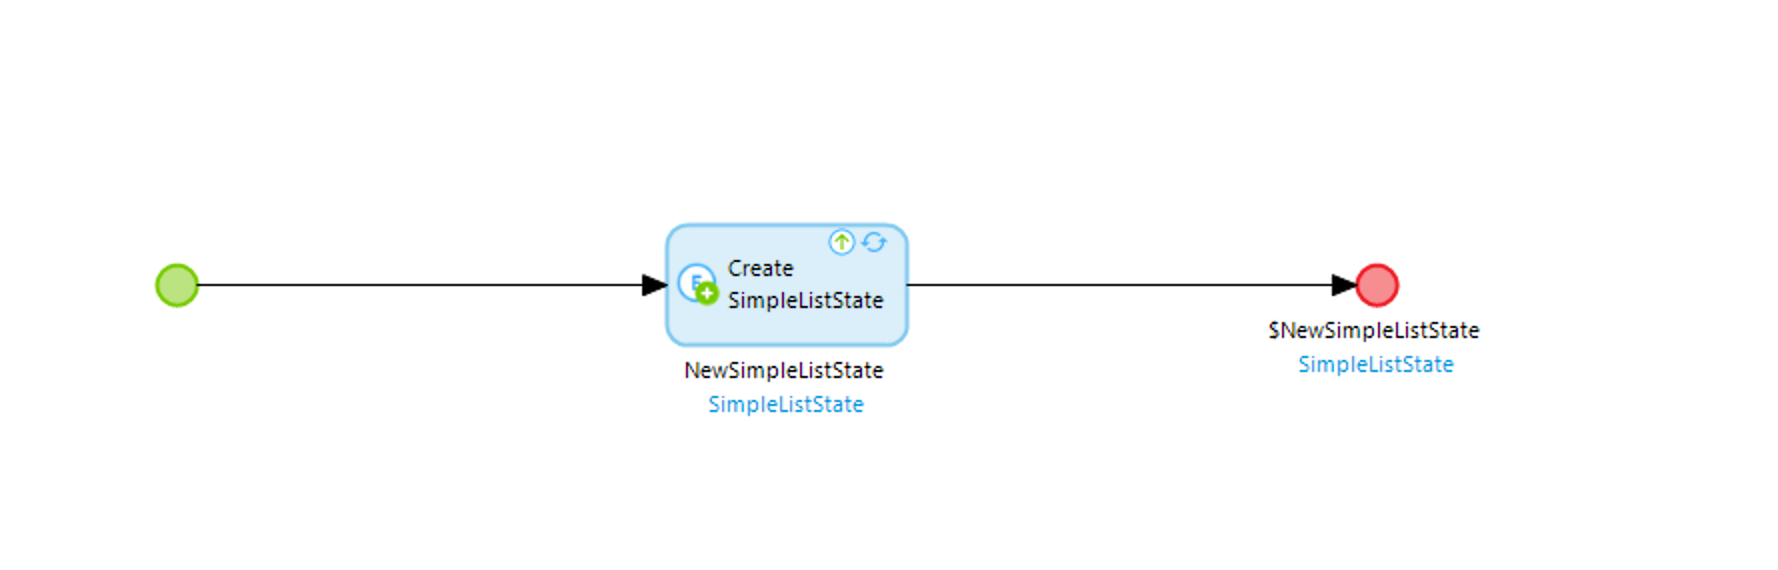 Create
SimpleListState
NewSimpleListState
SimpleListState
$NewSimpleListState
SimpleListState